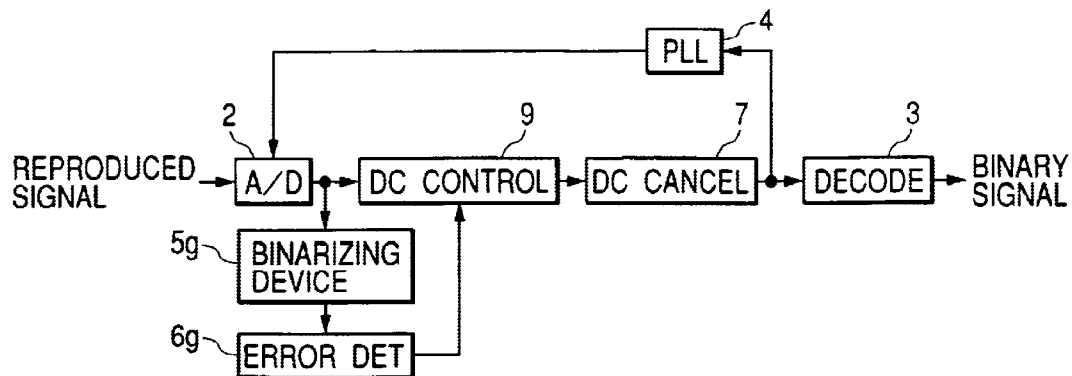 4
PLL
2
9
7
3
REPRODUCED
SIGNAL
A/D
DC CONTROL
DC CANCEL
DECODE
BINARY
SIGNAL
5g
BINARIZING
DEVICE
6g
ERROR DET